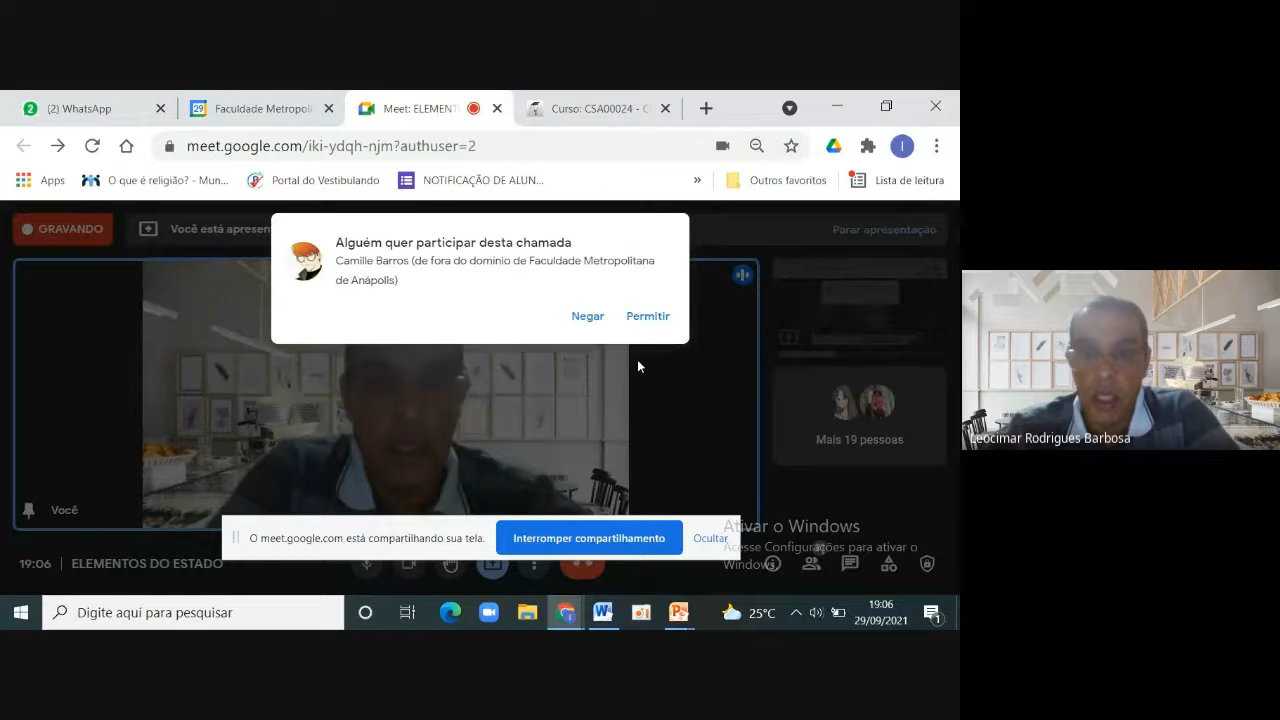 2
(2) WhatsApp
29
Faculdade Metropol
Meet: ELEMENT
Curso: CSA00024 - C
meet.google.com/iki-ydqh-njm?authuser=2
I
Apps
O que é religião? - Mun...
Portal do Vestibulando
NOTIFICAÇÃO DE ALUN...
»
Outros favoritos
Lista de leitura
GRAVANDO
Você está apresen
Parar apresentação
Alguém quer participar desta chamada
Camille Barros (de fora do domínio de Faculdade Metropolitana
de Anápolis)
Negar
Permitir
Mais 19 pessoas
Leocimar Rodrigues Barbosa
Você
O meet.google.com está compartilhando sua tela.
Interromper compartilhamento
Ocultar
Ativar o Windows
Acesse Configurações para ativar o
Windows.
19:06
ELEMENTOS DO ESTADO
Digite aqui para pesquisar
25°C
19:06
29/09/2021
1